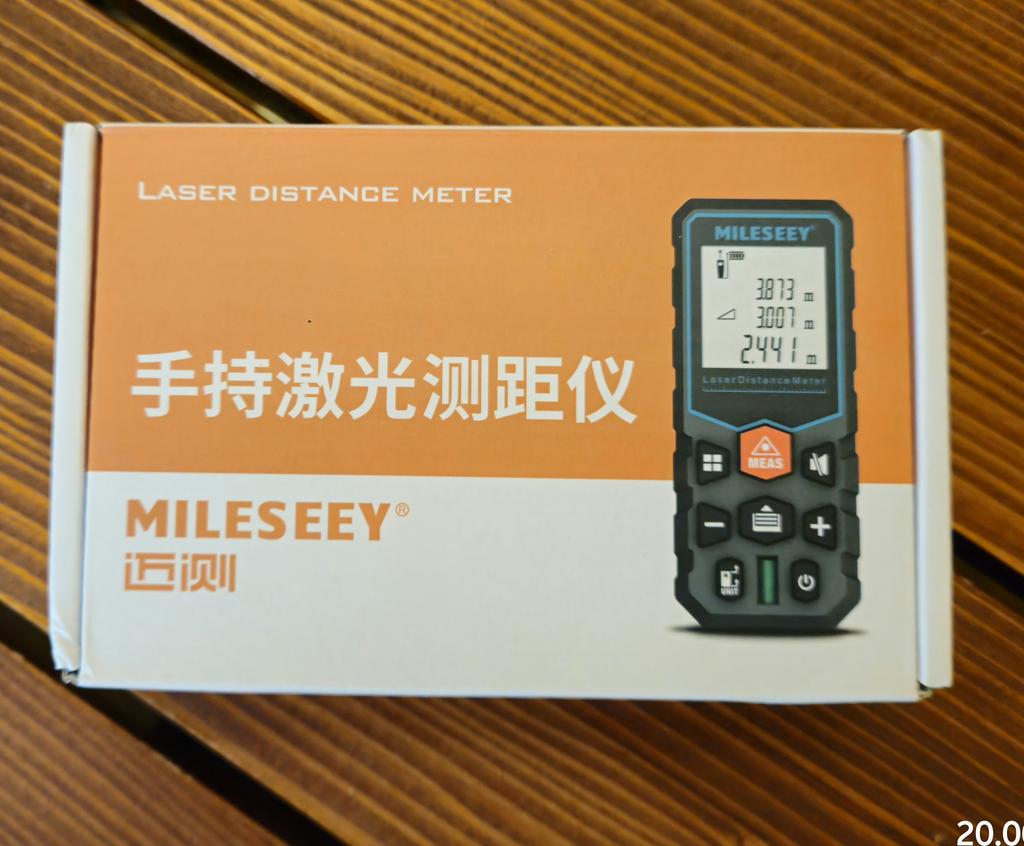 LASER DISTANCE METER
手持激光测距仪
MILESEEY®
迈测
MILESEEY®
3.873 m
3.007 m
2.441 m
LaserDistanceMeter
MEAS
UNIT
20.0